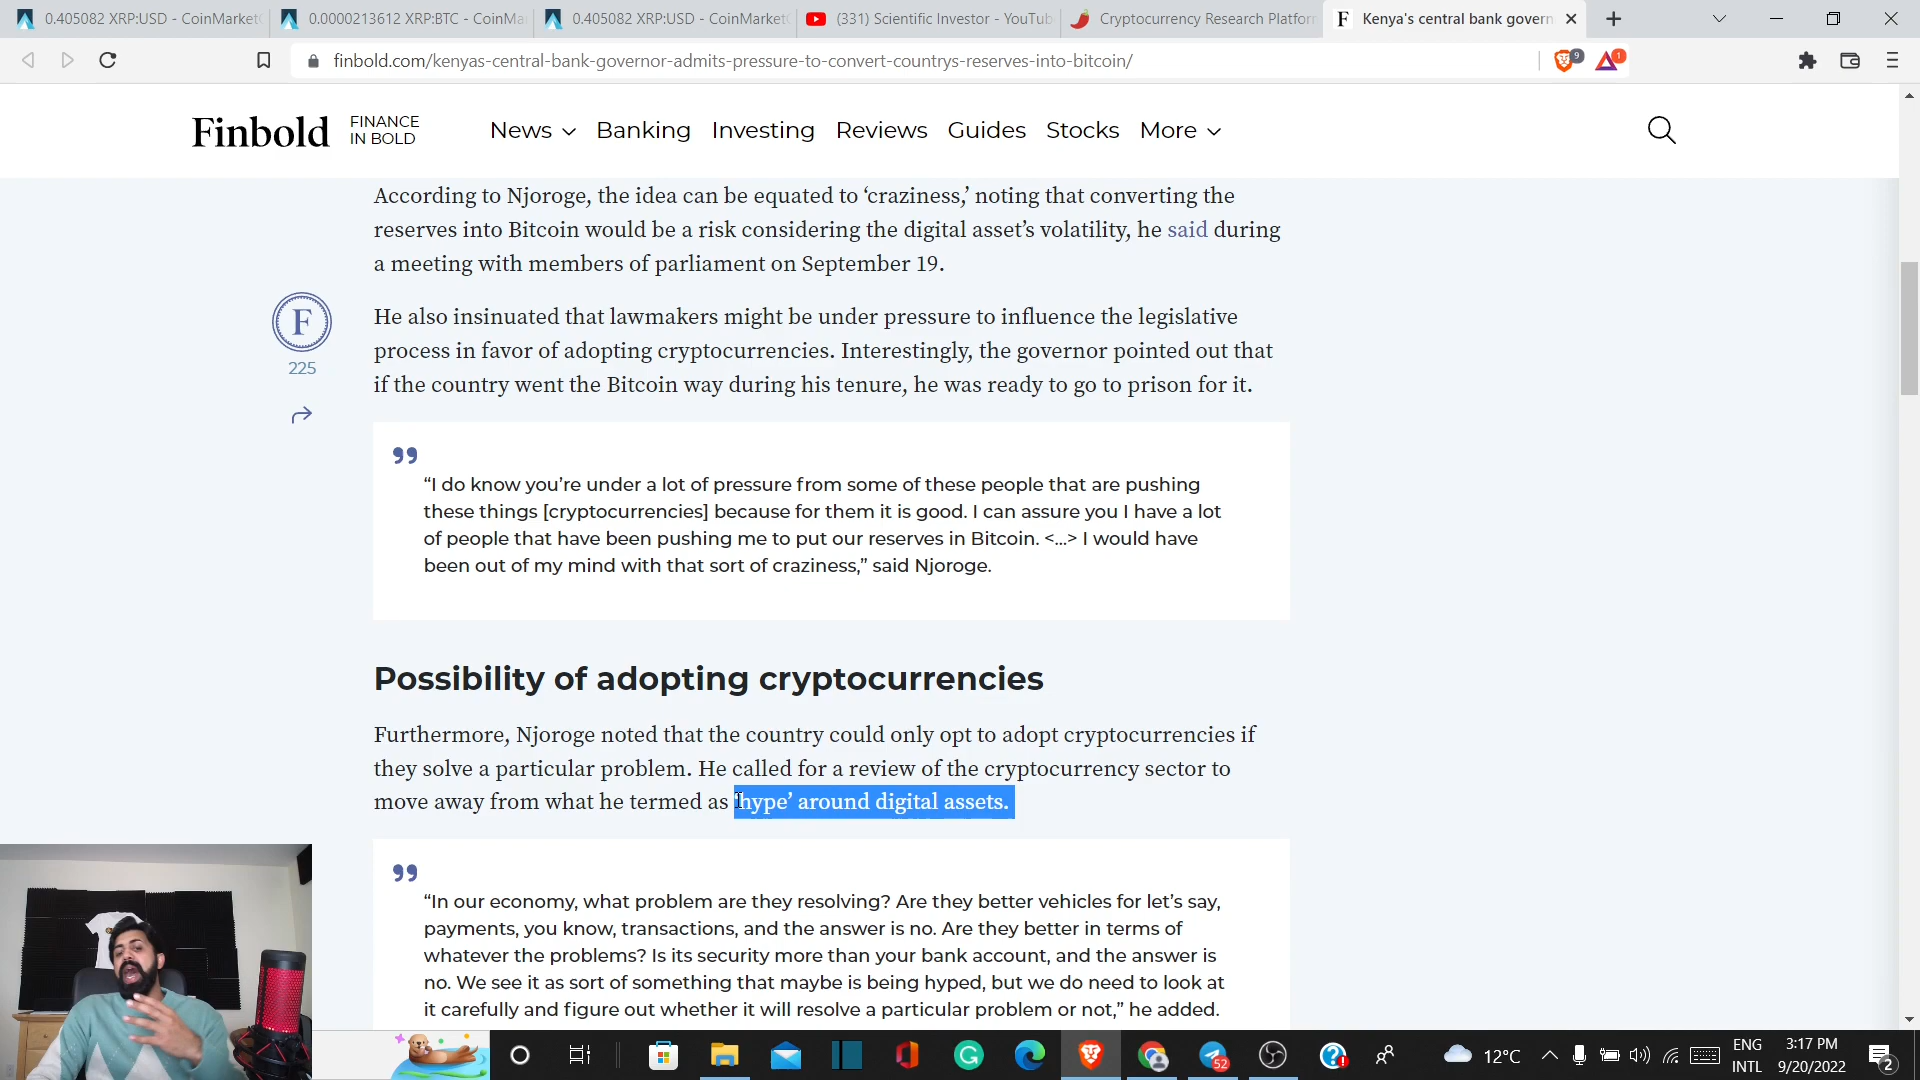 0.405082 XRP:USD - CoinMarket
0.0000213612 XRP:BTC - CoinMa
0.405082 XRP:USD - CoinMarket
(331) Scientific Investor - YouTub
Cryptocurrency Research Platfor
F Kenya's central bank govern
finbold.com/kenyas-central-bank-governor-admits-pressure-to-convert-countrys-reserves-into-bitcoin/
9
1
Finbold
FINANCE
IN BOLD
News
Banking
Investing
Reviews
Guides
Stocks
More
According to Njoroge, the idea can be equated to ‘craziness,’ noting that converting the
reserves into Bitcoin would be a risk considering the digital asset’s volatility, he said during
a meeting with members of parliament on September 19.
F
225
He also insinuated that lawmakers might be under pressure to influence the legislative
process in favor of adopting cryptocurrencies. Interestingly, the governor pointed out that
if the country went the Bitcoin way during his tenure, he was ready to go to prison for it.
“I do know you’re under a lot of pressure from some of these people that are pushing
these things [cryptocurrencies] because for them it is good. I can assure you I have a lot
of people that have been pushing me to put our reserves in Bitcoin. <…> I would have
been out of my mind with that sort of craziness,” said Njoroge.
Possibility of adopting cryptocurrencies
Furthermore, Njoroge noted that the country could only opt to adopt cryptocurrencies if
they solve a particular problem. He called for a review of the cryptocurrency sector to
move away from what he termed as ‘hype’ around digital assets.
“In our economy, what problem are they resolving? Are they better vehicles for let’s say,
payments, you know, transactions, and the answer is no. Are they better in terms of
whatever the problems? Is its security more than your bank account, and the answer is
no. We see it as sort of something that maybe is being hyped, but we do need to look at
it carefully and figure out whether it will resolve a particular problem or not,” he added.
52
12°C
ENG
INTL
3:17 PM
9/20/2022
2